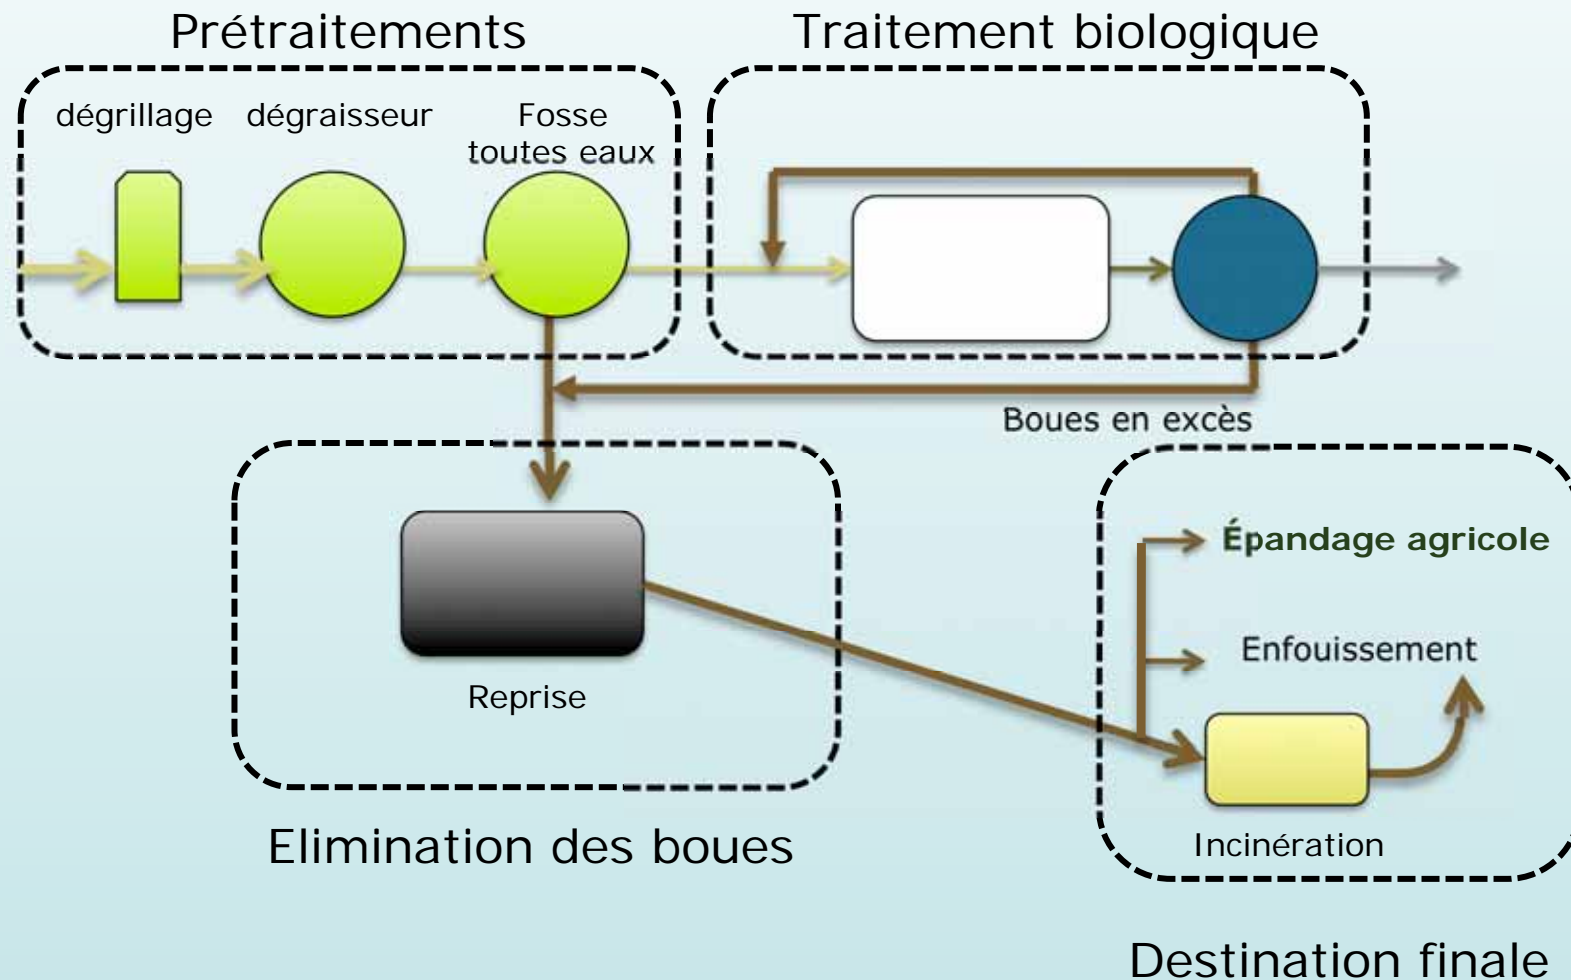 Prétraitements
Traitement biologique
dégrillage
dégraisseur
Fosse
toutes eaux
Boues en excès
Épandage agricole
Enfouissement
Reprise
Incinération
Elimination des boues
Destination finale